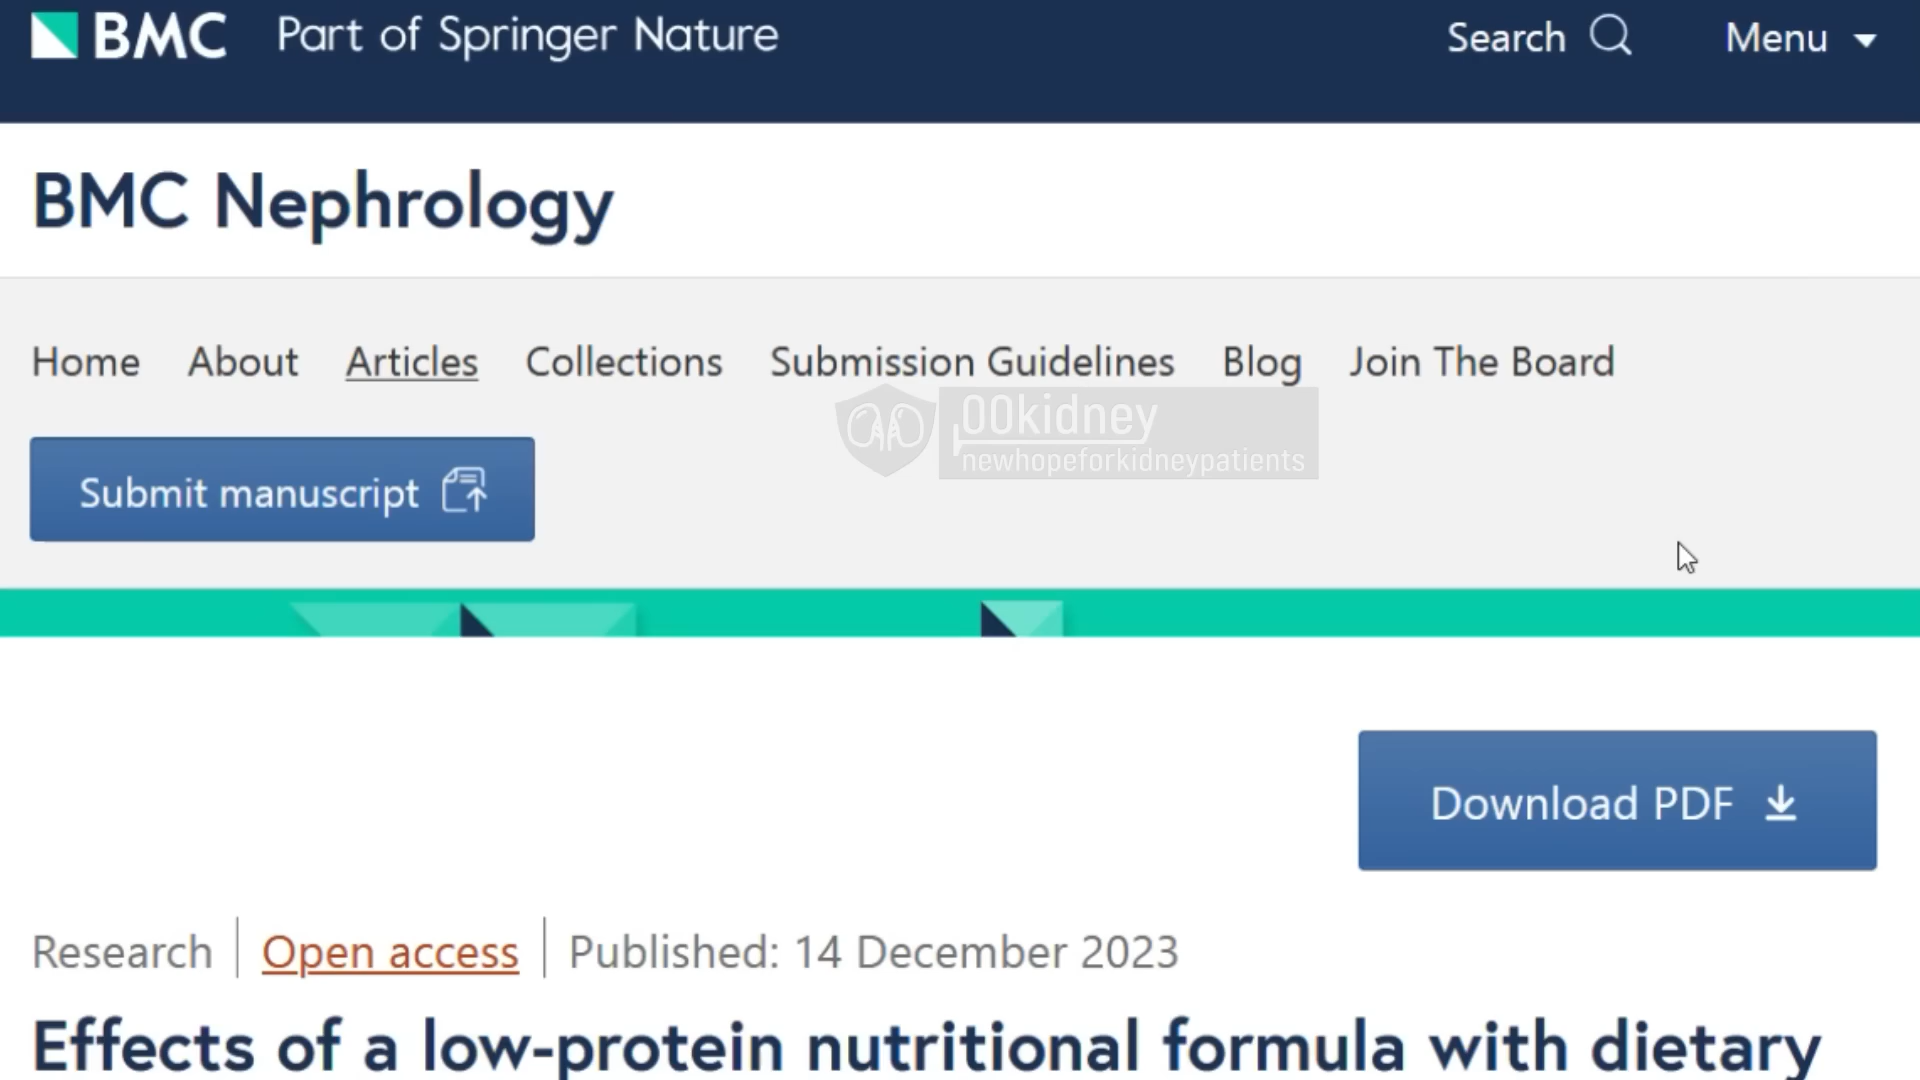 BMC Part of Springer Nature
Search
Menu
BMC Nephrology
Home About Articles Collections Submission Guidelines Blog Join The Board
00kidney
newhopeforkidneypatients
Submit manuscript
Download PDF
Research Open access Published: 14 December 2023
Effects of a low-protein nutritional formula with dietary